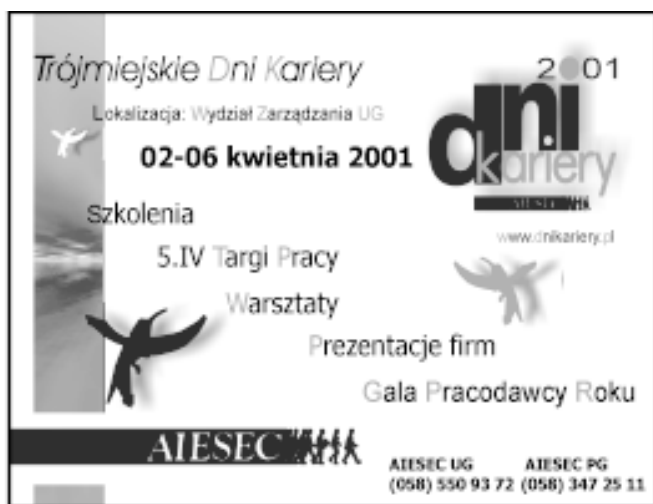 Trójmiejskie Dni Kariery
Lokalizacja: Wydział Zarządzania UG
02-06 kwietnia 2001
2001
dni
kariery
AIESEC
www.dnikariery.pl
Szkolenia
5.IV Targi Pracy
Warsztaty
Prezentacje firm
Gala Pracodawcy Roku
AIESEC
AIESEC UG AIESEC PG
(058) 550 93 72 (058) 347 25 11